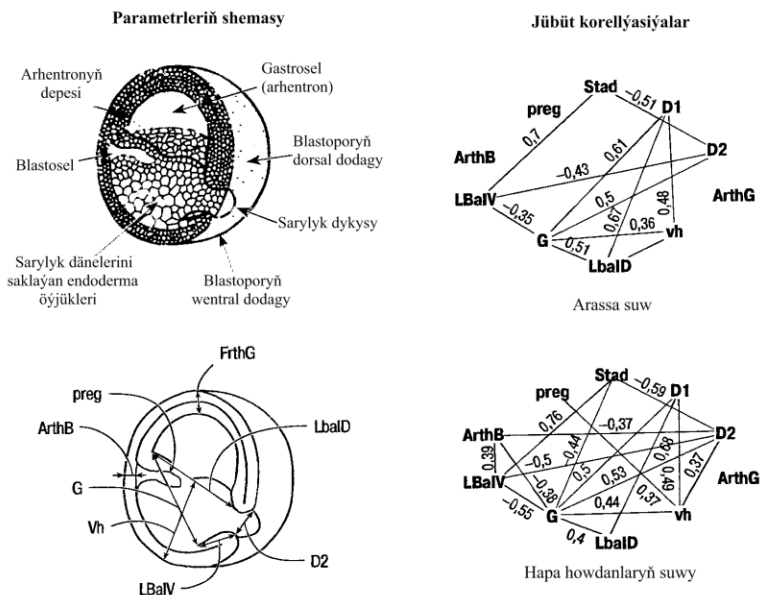 Parametrleriň shemasy
Arhentronyň
depesi
Gastrosel
(arhentron)
Blastosel
Blastoporyň
dorsal dodagy
Sarylyk dykysy
Sarylyk dänelerini
saklaýan endoderma
öýjükleri
Blastoporyň
wentral dodagy
FrthG
preg
ArthB
LbalD
G
Vh
D2
LBalV
Jübüt korellýasiýalar
Stad
–0,51
D1
preg
0,7
0,61
D2
ArthB
–0,43
LBalV
0,5
0,48
ArthG
–0,35
0,67
0,36
G
vh
0,51
LbalD
Arassa suw
Stad
–0,59
preg
D1
0,76
–0,37
D2
ArthB
–0,44
0,68
0,39
–0,5
0,5
0,53
0,49
0,37
ArthG
LBalV
–0,38
0,44
0,37
–0,55
G
vh
0,4
LbalD
Hapa howdanlaryň suwy